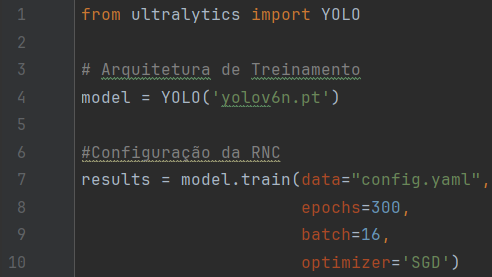 1 from ultralytics import YOLO
2
3 # Arquitetura de Treinamento
4 model = YOLO('yolov6n.pt')
5
6 #Configuração da RNC
7 results = model.train(data="config.yaml",
8 epochs=300,
9 batch=16,
10 optimizer='SGD')